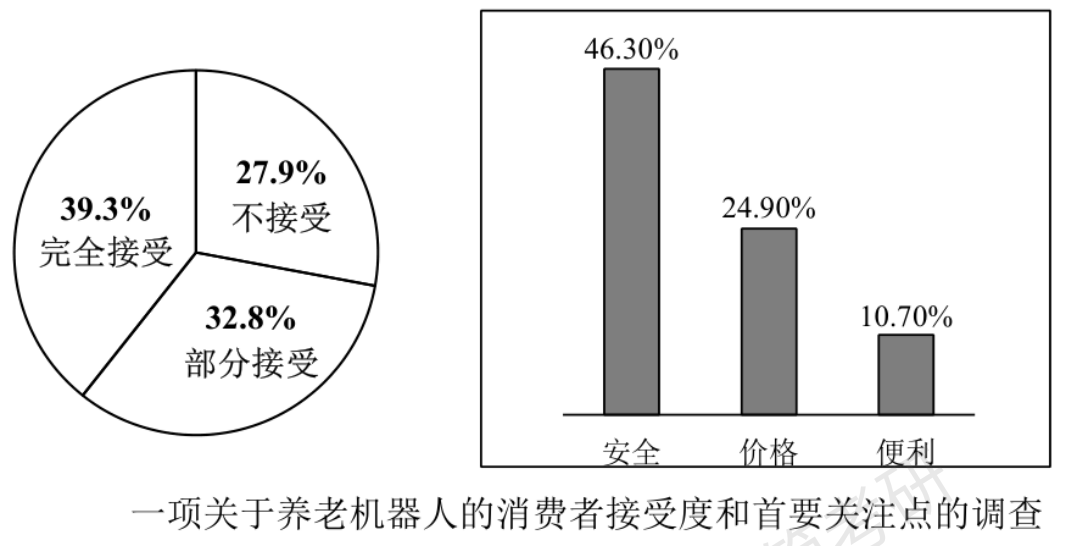 39.3%
完全接受
27.9%
不接受
32.8%
部分接受
46.30%
24.90%
10.70%
安全 价格 便利
一项关于养老机器人的消费者接受度和首要关注点的调查
考研